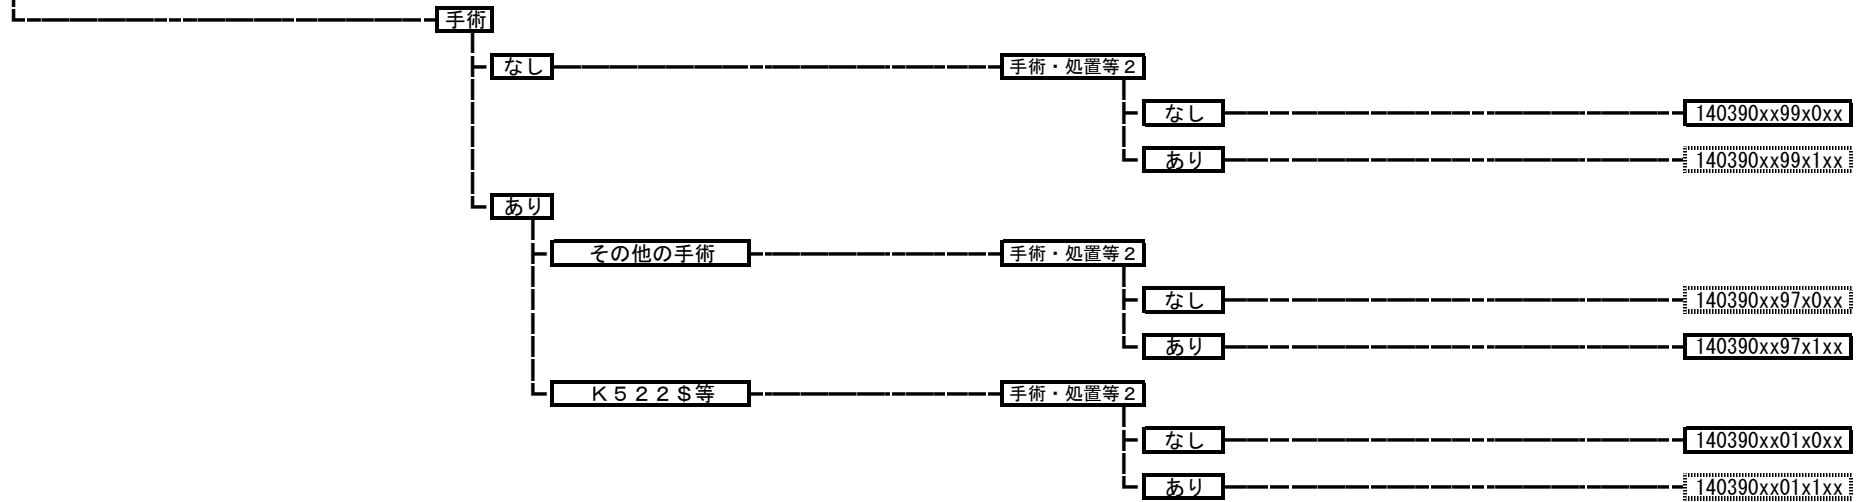 手術
なし 手術・処置等２
なし 140390xx99x0xx
あり 140390xx99x1xx
あり
その他の手術 手術・処置等２
なし 140390xx97x0xx
あり 140390xx97x1xx
Ｋ５２２＄等 手術・処置等２
なし 140390xx01x0xx
あり 140390xx01x1xx